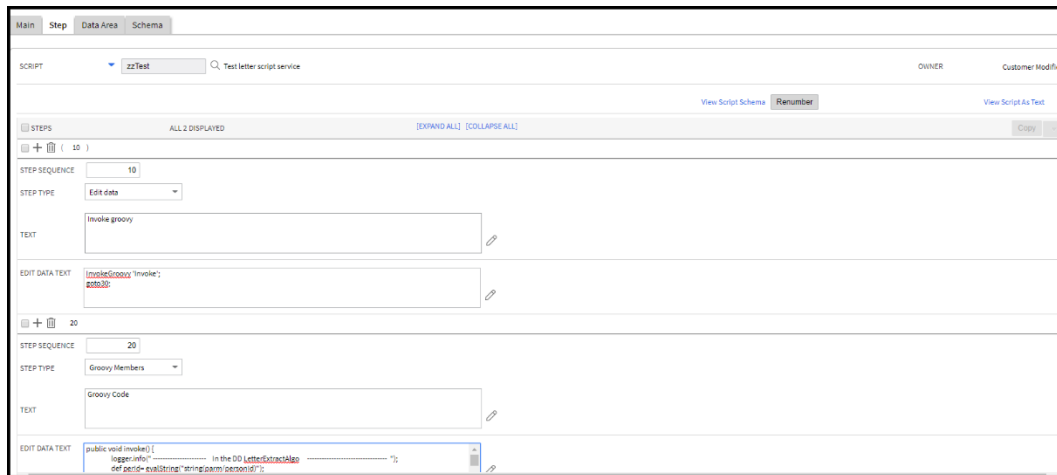 Main Step Data Area Schema
SCRIPT zzTest Test letter script service OWNER Customer Modifi
View Script Schema Renumber View Script As Text
STEPS ALL 2 DISPLAYED [EXPAND ALL] [COLLAPSE ALL] Copy
( 10 )
STEP SEQUENCE 10
STEP TYPE Edit data
Invoke groovy
TEXT
EDIT DATA TEXT InvokeGroovy 'invoke';
goto30;
20
STEP SEQUENCE 20
STEP TYPE Groovy Members
Groovy Code
TEXT
EDIT DATA TEXT public void invoke() {
logger.info(" --------------------- In the DD LetterExtractAlgo -------------------------------- ");
def perid= evalString("string(parm/personId)");